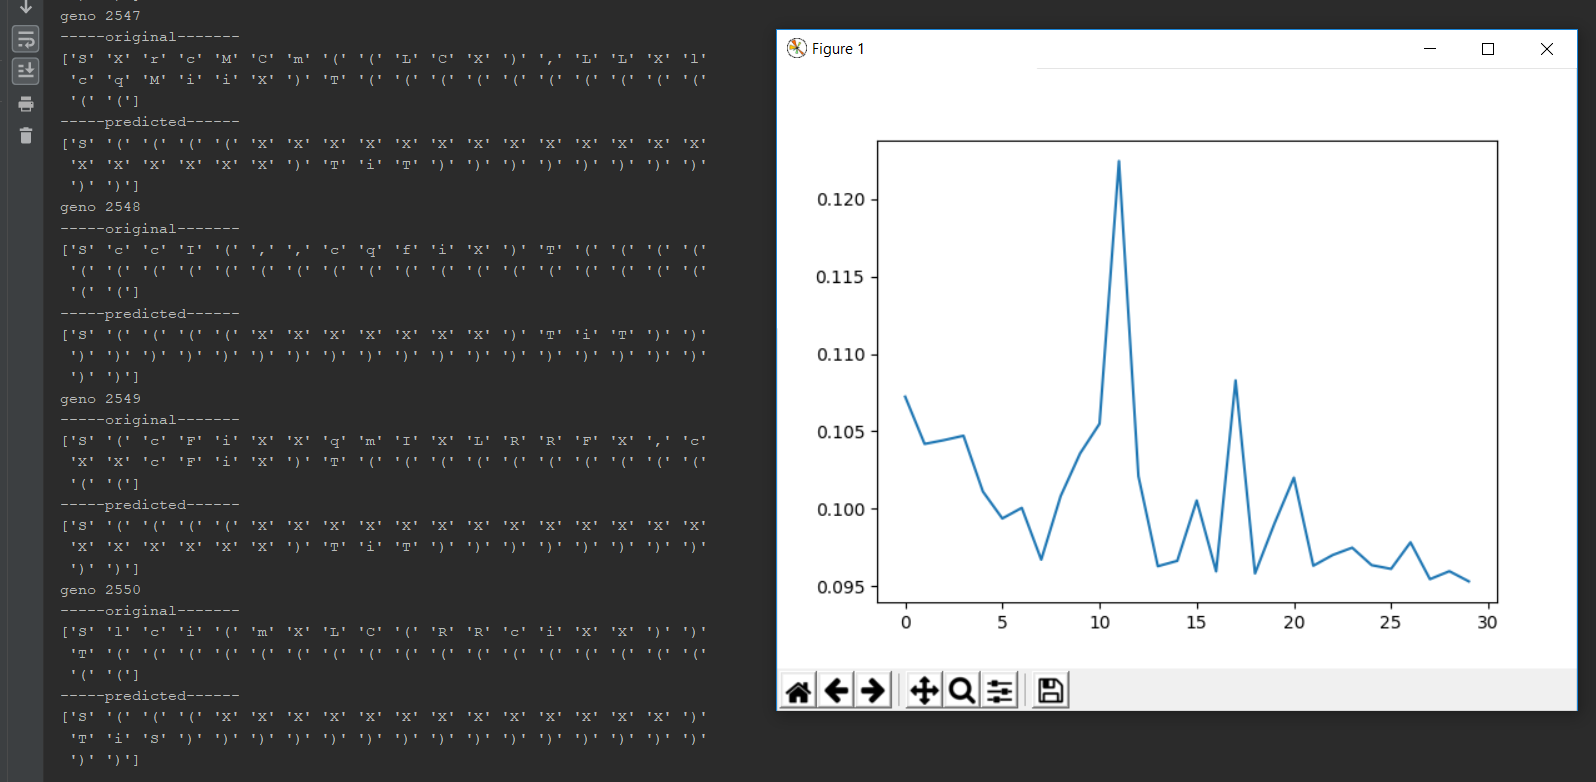 geno 2547
-----original-------
['S' 'X' 'r' 'c' 'M' 'C' 'm' '(' '(' 'L' 'C' 'X' ')' ',' 'L' 'L' 'X' 'l'
'c' 'q' 'M' 'i' 'i' 'X' ')' 'T' '(' '(' '(' '(' '(' '(' '(' '(' '(' '('
'(' '(']
-----predicted------
['S' '(' '(' '(' '(' 'X' 'X' 'X' 'X' 'X' 'X' 'X' 'X' 'X' 'X' 'X' 'X' 'X'
'X' 'X' 'X' 'X' 'X' 'X' ')' 'T' 'i' 'T' ')' ')' ')' ')' ')' ')' ')' ')'
')' ')']
geno 2548
-----original-------
['S' 'c' 'c' 'I' '(' ',' ',' 'c' 'q' 'f' 'i' 'X' ')' 'T' '(' '(' '(' '('
'(' '(' '(' '(' '(' '(' '(' '(' '(' '(' '(' '(' '(' '(' '(' '(' '(' '('
'(' '(']
-----predicted------
['S' '(' '(' '(' '(' 'X' 'X' 'X' 'X' 'X' 'X' 'X' ')' 'T' 'i' 'T' ')' ')'
')' ')' ')' ')' ')' ')' ')' ')' ')' ')' ')' ')' ')' ')' ')' ')' ')' ')'
')' ')']
geno 2549
-----original-------
['S' '(' 'c' 'F' 'i' 'X' 'X' 'q' 'm' 'I' 'X' 'L' 'R' 'R' 'F' 'X' ',' 'c'
'X' 'X' 'c' 'F' 'i' 'X' ')' 'T' '(' '(' '(' '(' '(' '(' '(' '(' '(' '('
'(' '(']
-----predicted------
['S' '(' '(' '(' '(' 'X' 'X' 'X' 'X' 'X' 'X' 'X' 'X' 'X' 'X' 'X' 'X' 'X'
'X' 'X' 'X' 'X' 'X' 'X' ')' 'T' 'i' 'T' ')' ')' ')' ')' ')' ')' ')' ')'
')' ')']
geno 2550
-----original-------
['S' 'l' 'c' 'i' '(' 'm' 'X' 'L' 'C' '(' 'R' 'R' 'c' 'i' 'X' 'X' ')' ')'
'T' '(' '(' '(' '(' '(' '(' '(' '(' '(' '(' '(' '(' '(' '(' '(' '(' '('
'(' '(']
-----predicted------
['S' '(' '(' '(' 'X' 'X' 'X' 'X' 'X' 'X' 'X' 'X' 'X' 'X' 'X' 'X' 'X' ')'
'T' 'i' 'S' ')' ')' ')' ')' ')' ')' ')' ')' ')' ')' ')' ')' ')' ')' ')'
')' ')']
Figure 1
0.120
0.115
0.110
0.105
0.100
0.095
0 5 10 15 20 25 30